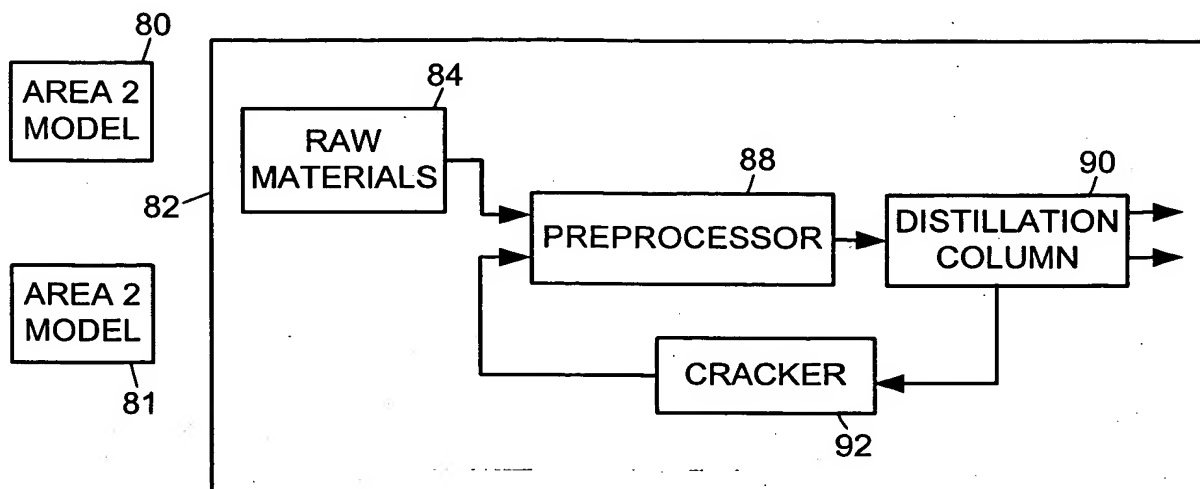 80
AREA 2
MODEL
82
84
RAW
MATERIALS
88
PREPROCESSOR
90
DISTILLATION
COLUMN
AREA 2
MODEL
81
CRACKER
92